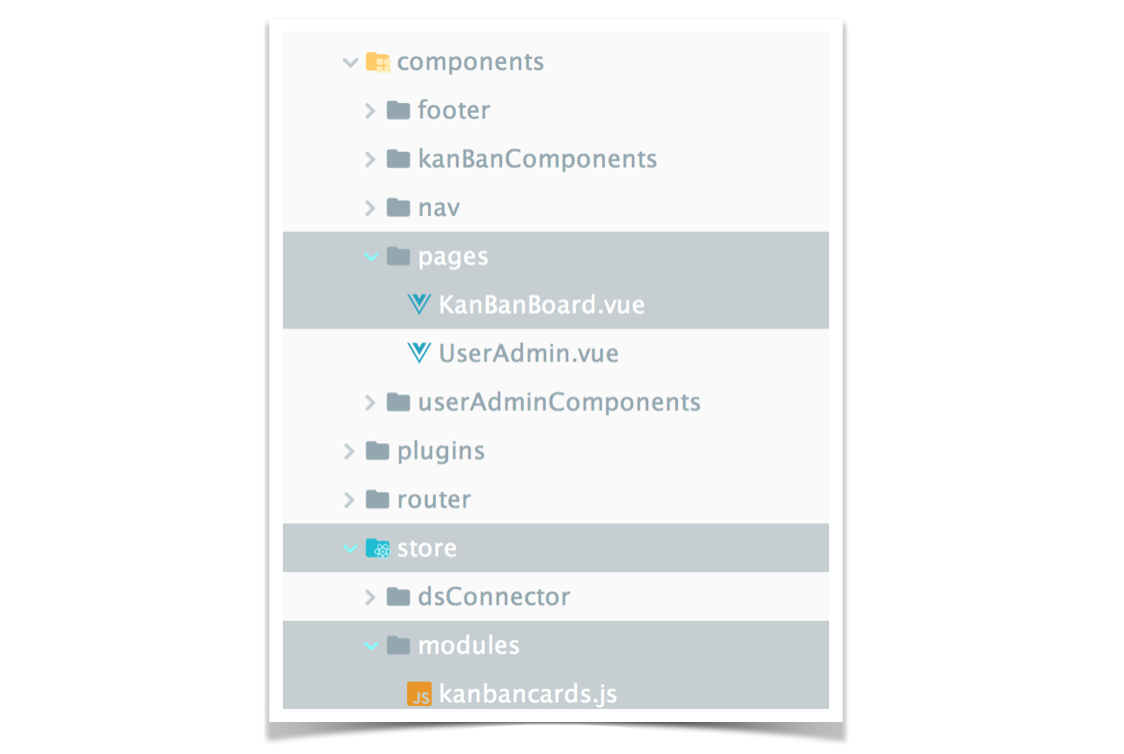 components
footer
kanBanComponents
nav
pages
KanBanBoard.vue
UserAdmin.vue
userAdminComponents
plugins
router
store
dsConnector
modules
JS kanbancards.js